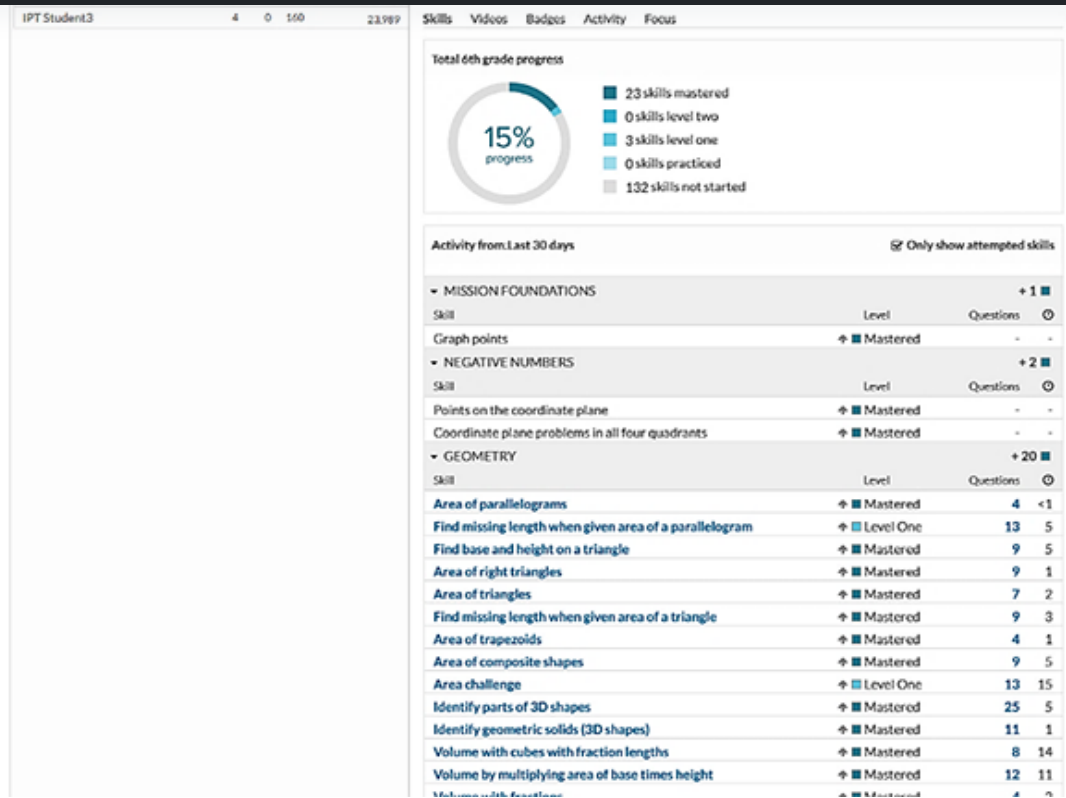 IPT Student3 4 0 160 23,989
Skills Videos Badges Activity Focus
Total 6th grade progress
15%
progress
23 skills mastered
0 skills level two
3 skills level one
0 skills practiced
132 skills not started
Activity from:Last 30 days Only show attempted skills
MISSION FOUNDATIONS +1
Skill Level Questions
Graph points Mastered - -
NEGATIVE NUMBERS +2
Skill Level Questions
Points on the coordinate plane Mastered - -
Coordinate plane problems in all four quadrants Mastered - -
GEOMETRY +20
Skill Level Questions
Area of parallelograms Mastered 4 <1
Find missing length when given area of a parallelogram Level One 13 5
Find base and height on a triangle Mastered 9 5
Area of right triangles Mastered 9 1
Area of triangles Mastered 7 2
Find missing length when given area of a triangle Mastered 9 3
Area of trapezoids Mastered 4 1
Area of composite shapes Mastered 9 5
Area challenge Level One 13 15
Identify parts of 3D shapes Mastered 25 5
Identify geometric solids (3D shapes) Mastered 11 1
Volume with cubes with fraction lengths Mastered 8 14
Volume by multiplying area of base times height Mastered 12 11
Volume with fractions Mastered 4